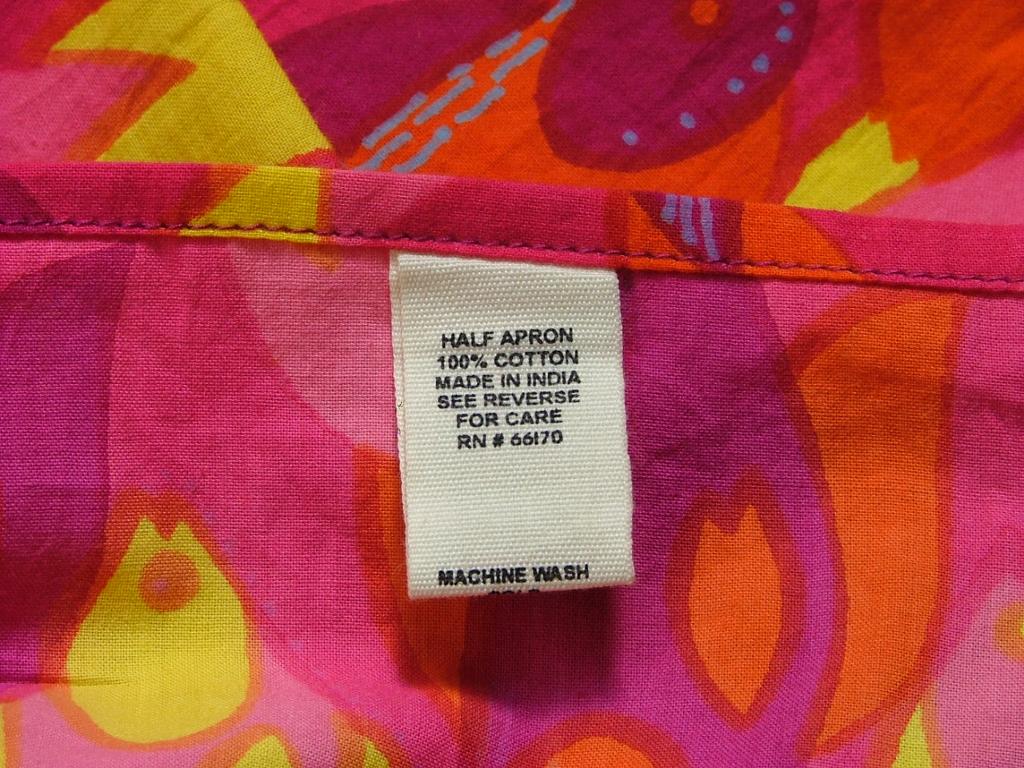 HALF APRON
100% COTTON
MADE IN INDIA
SEE REVERSE
FOR CARE
RN # 66170
MACHINE WASH